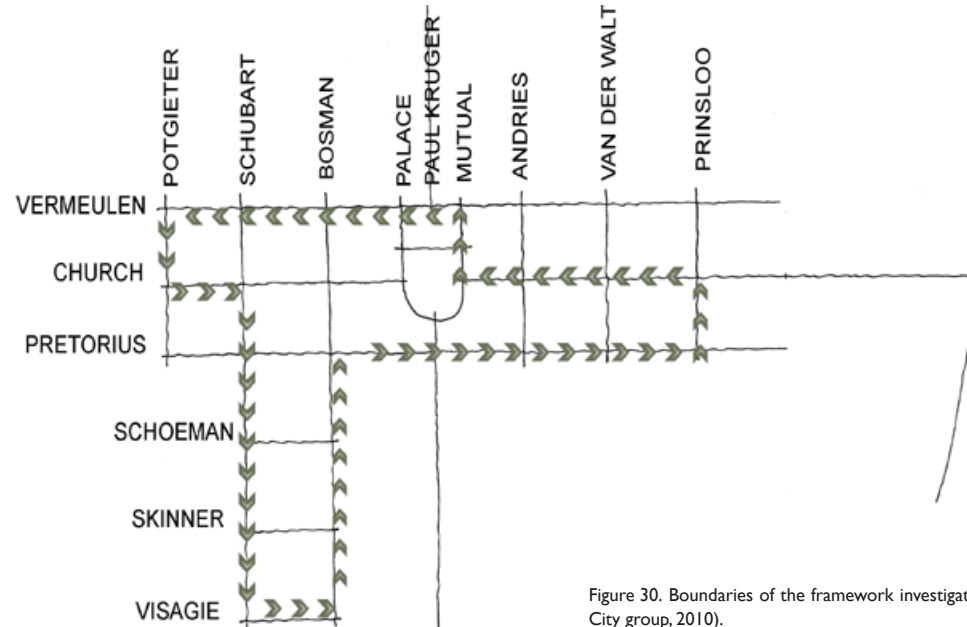 POTGIETER
SCHUBART
BOSMAN
PALACE
PAUL KRUGER
MUTUAL
ANDRIES
VAN DER WALT
PRINSLOO
VERMEULEN
CHURCH
PRETORIUS
SCHOEMAN
SKINNER
VISAGIE
Figure 30. Boundaries of the framework
City group, 2010).